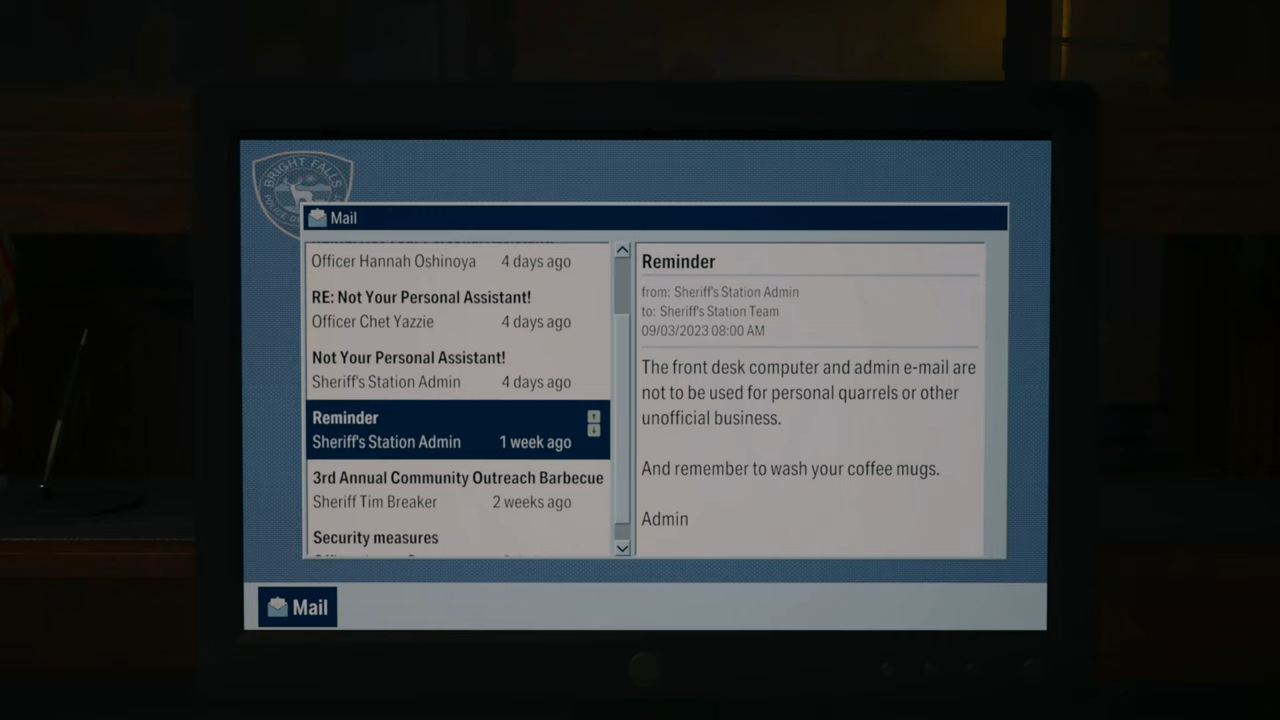 BRIGHT FALLS
Mail
Officer Hannah Oshinoya 4 days ago
RE: Not Your Personal Assistant!
Officer Chet Yazzie 4 days ago
Not Your Personal Assistant!
Sheriff's Station Admin 4 days ago
Reminder
Sheriff's Station Admin 1 week ago
3rd Annual Community Outreach Barbecue
Sheriff Tim Breaker 2 weeks ago
Security measures
Reminder
from: Sheriff's Station Admin
to: Sheriff's Station Team
09/03/2023 08:00 AM
The front desk computer and admin e-mail are
not to be used for personal quarrels or other
unofficial business.
And remember to wash your coffee mugs.
Admin
Mail